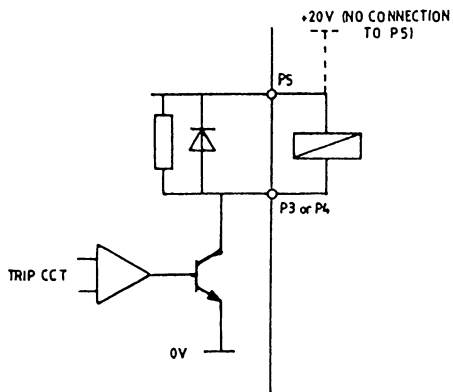 +20V (NO CONNECTION
TO P5)
P5
P3 or P4
TRIP CCT
0V